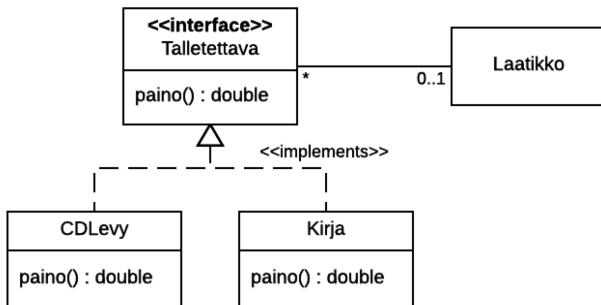 <<interface>>
Talletettava
paino() : double
*
0..1
Laatikko
<<implements>>
CDLevy
paino() : double
Kirja
paino() : double